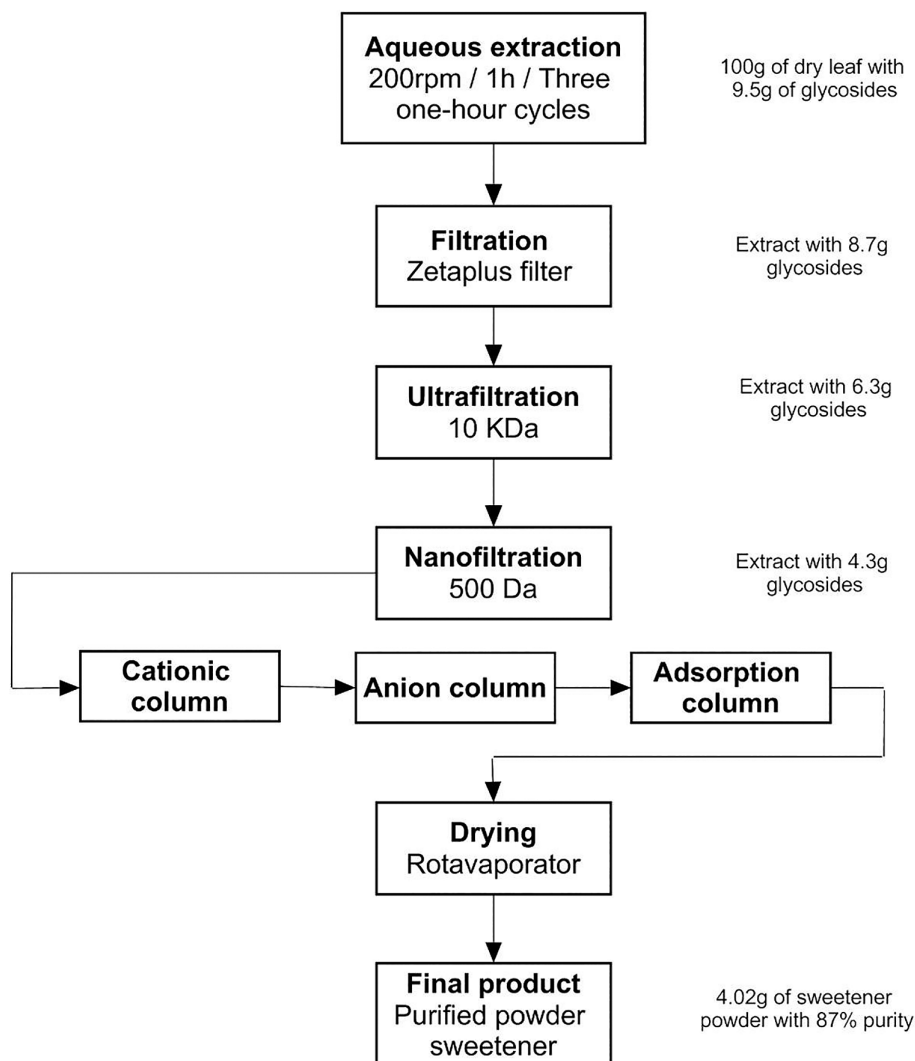 Aqueous extraction
200rpm / 1h / Three
one-hour cycles
100g of dry leaf with
9.5g of glycosides
Filtration
Zetaplus filter
Extract with 8.7g
glycosides
Ultrafiltration
10 KDa
Extract with 6.3g
glycosides
Nanofiltration
500 Da
Extract with 4.3g
glycosides
Cationic
column
Anion column
Adsorption
column
Drying
Rotavaporator
Final product
Purified powder
sweetener
4.02g of sweetener
powder with 87% purity